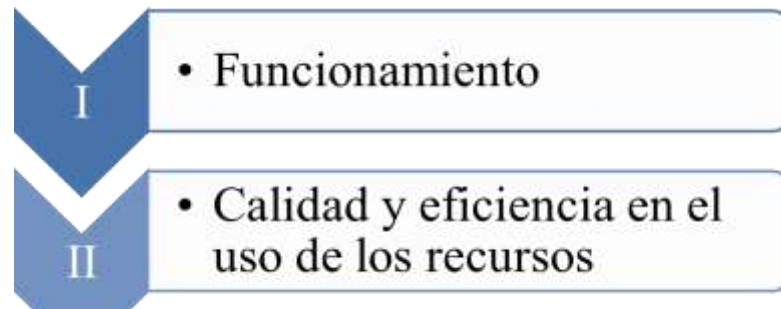 I
• Funcionamiento
II
• Calidad y eficiencia en el
uso de los recursos